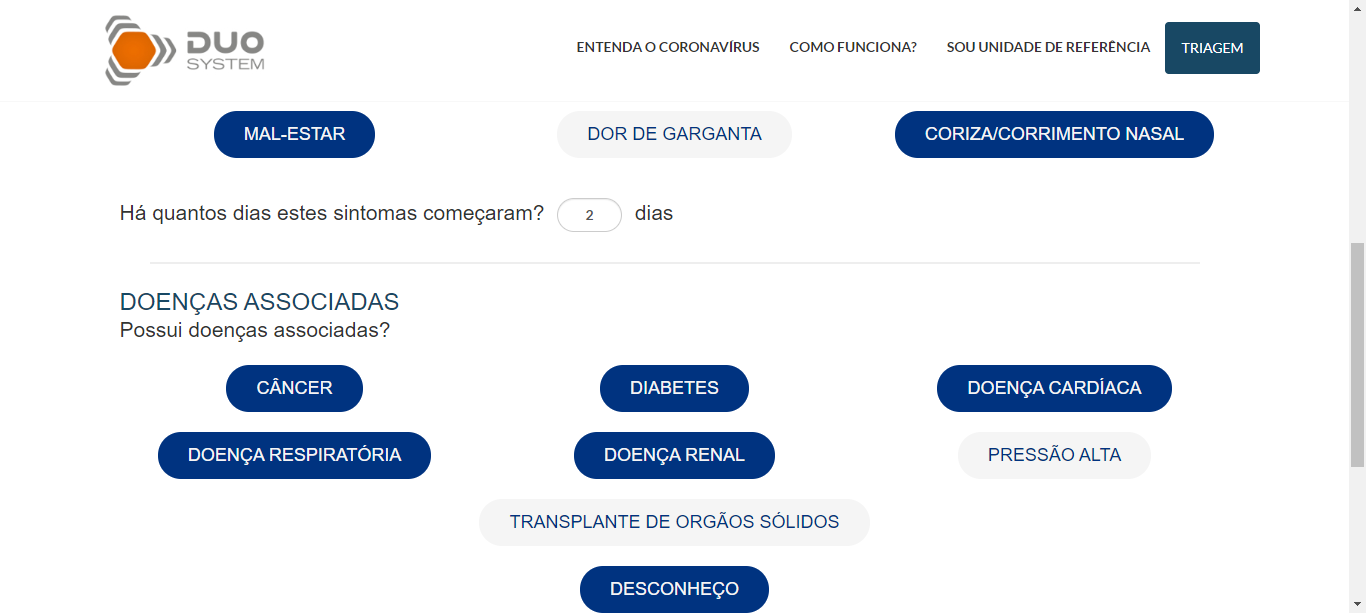 DUO
SYSTEM
ENTENDA O CORONAVÍRUS COMO FUNCIONA? SOU UNIDADE DE REFERÊNCIA TRIAGEM
MAL-ESTAR DOR DE GARGANTA CORIZA/CORRIMENTO NASAL
Há quantos dias estes sintomas começaram? 2 dias
DOENÇAS ASSOCIADAS
Possui doenças associadas?
CÂNCER DIABETES DOENÇA CARDÍACA
DOENÇA RESPIRATÓRIA DOENÇA RENAL PRESSÃO ALTA
TRANSPLANTE DE ORGÃOS SÓLIDOS
DESCONHEÇO